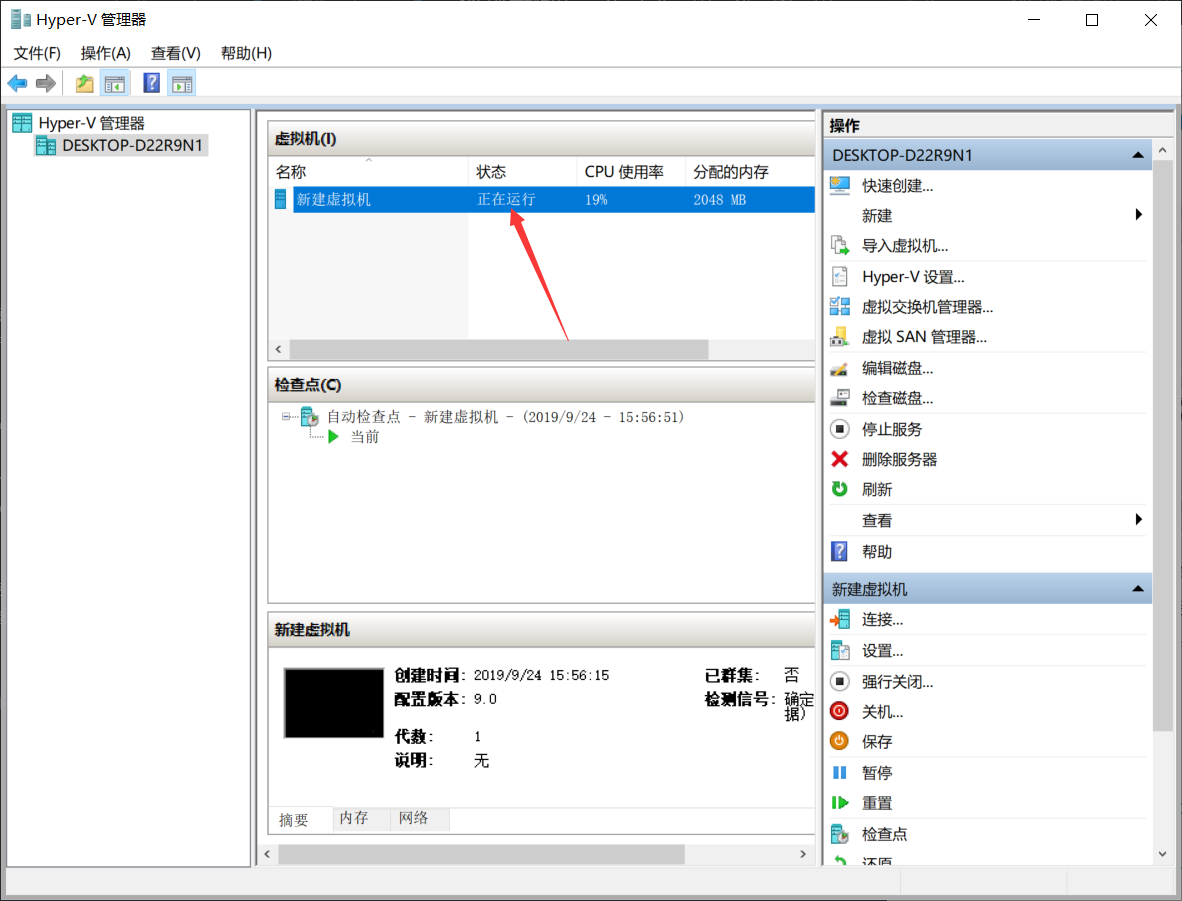 Hyper-V 管理器
文件(F) 操作(A) 查看(V) 帮助(H)
Hyper-V 管理器
DESKTOP-D22R9N1
虚拟机(I)
名称 状态 CPU 使用率 分配的内存
新建虚拟机 正在运行 19% 2048 MB
检查点(C)
自动检查点 - 新建虚拟机 - (2019/9/24 - 15:56:51)
当前
新建虚拟机
创建时间: 2019/9/24 15:56:15 已群集: 否
配置版本: 9.0 检测信号: 确定
据)
代数: 1
说明: 无
摘要 内存 网络
操作
DESKTOP-D22R9N1
快速创建...
新建
导入虚拟机...
Hyper-V 设置...
虚拟交换机管理器...
虚拟 SAN 管理器...
编辑磁盘...
检查磁盘...
停止服务
删除服务器
刷新
查看
帮助
新建虚拟机
连接...
设置...
强行关闭...
关机...
保存
暂停
重置
检查点
还原